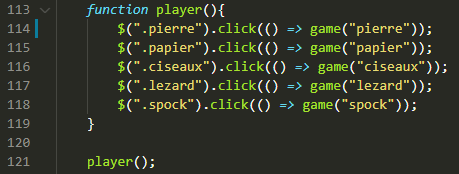 113 function player(){
114 $(".pierre").click(() => game("pierre"));
115 $(".papier").click(() => game("papier"));
116 $(".ciseaux").click(() => game("ciseaux"));
117 $(".lezard").click(() => game("lezard"));
118 $(".spock").click(() => game("spock"));
119 }
120
121 player();